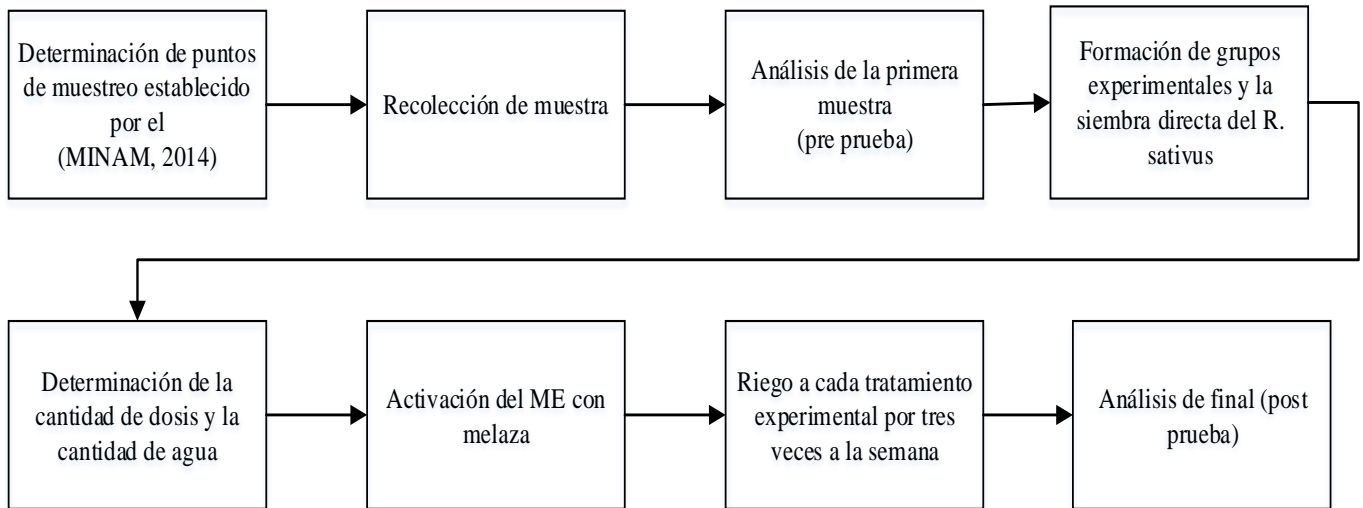 Determinación de puntos
de muestreo establecido
por el
(MINAM, 2014)
Recolección de muestra
Análisis de la primera
muestra
(pre prueba)
Formación de grupos
experimentales y la
siembra directa del R.
sativus
Determinación de la
cantidad de dosis y la
cantidad de agua
Activación del ME con
melaza
Riego a cada tratamiento
experimental por tres
veces a la semana
Análisis de final (post
prueba)